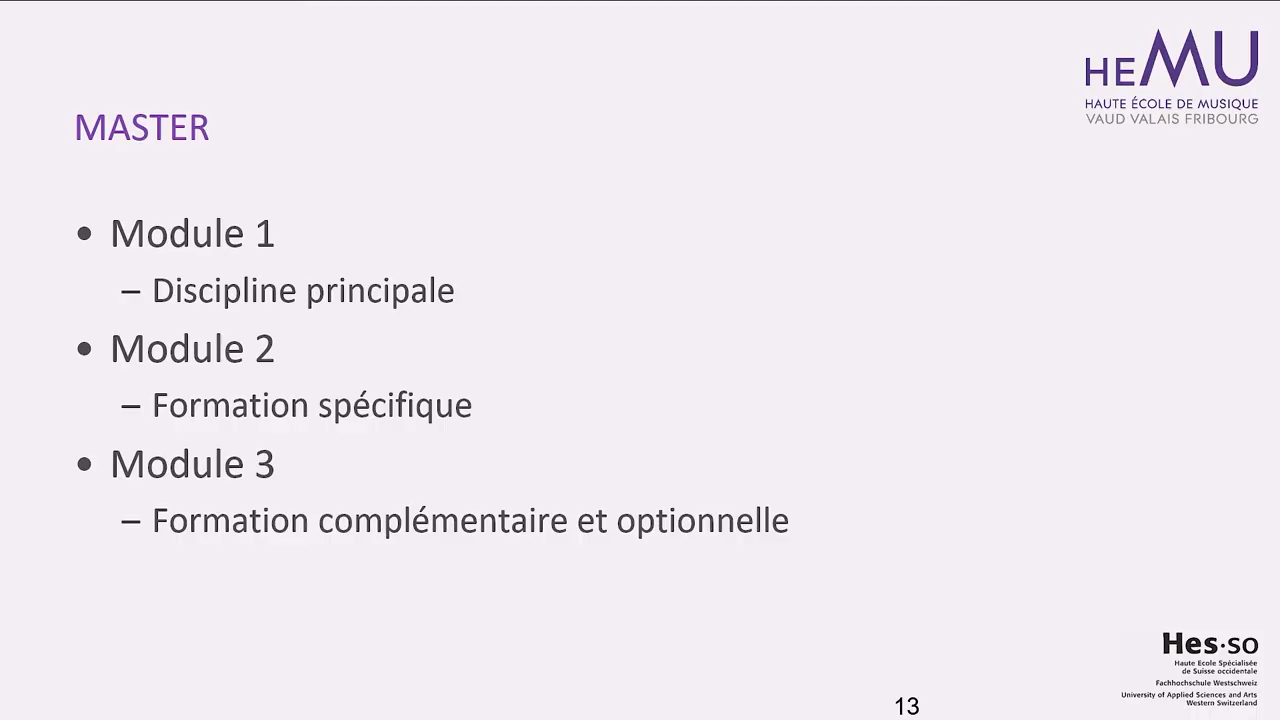 HEMU
HAUTE ÉCOLE DE MUSIQUE
VAUD VALAIS FRIBOURG
MASTER
• Module 1
– Discipline principale
• Module 2
– Formation spécifique
• Module 3
– Formation complémentaire et optionnelle
Hes·so
Haute Ecole Spécialisée
de Suisse occidentale
Fachhochschule Westschweiz
University of Applied Sciences and Arts
Western Switzerland
13